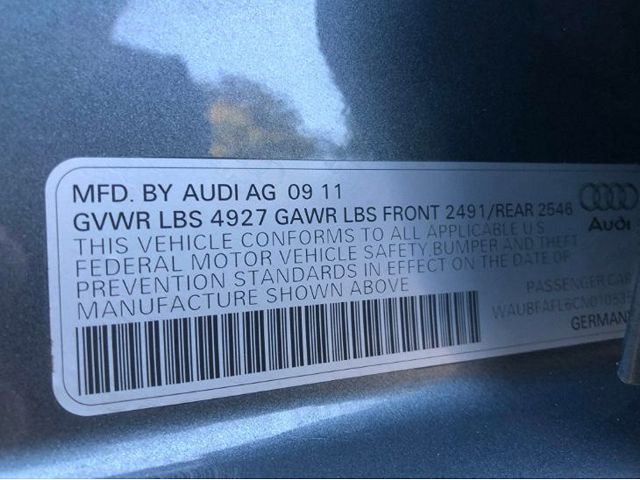 MFD. BY AUDI AG 09 11
GVWR LBS 4927 GAWR LBS FRONT 2491/REAR 2546
THIS VEHICLE CONFORMS TO ALL APPLICABLE U S
FEDERAL MOTOR VEHICLE SAFETY, BUMPER AND THEFT
PREVENTION STANDARDS IN EFFECT ON THE DATE OF
MANUFACTURE SHOWN ABOVE
Audi
PASSENGER CAR
GERMANY